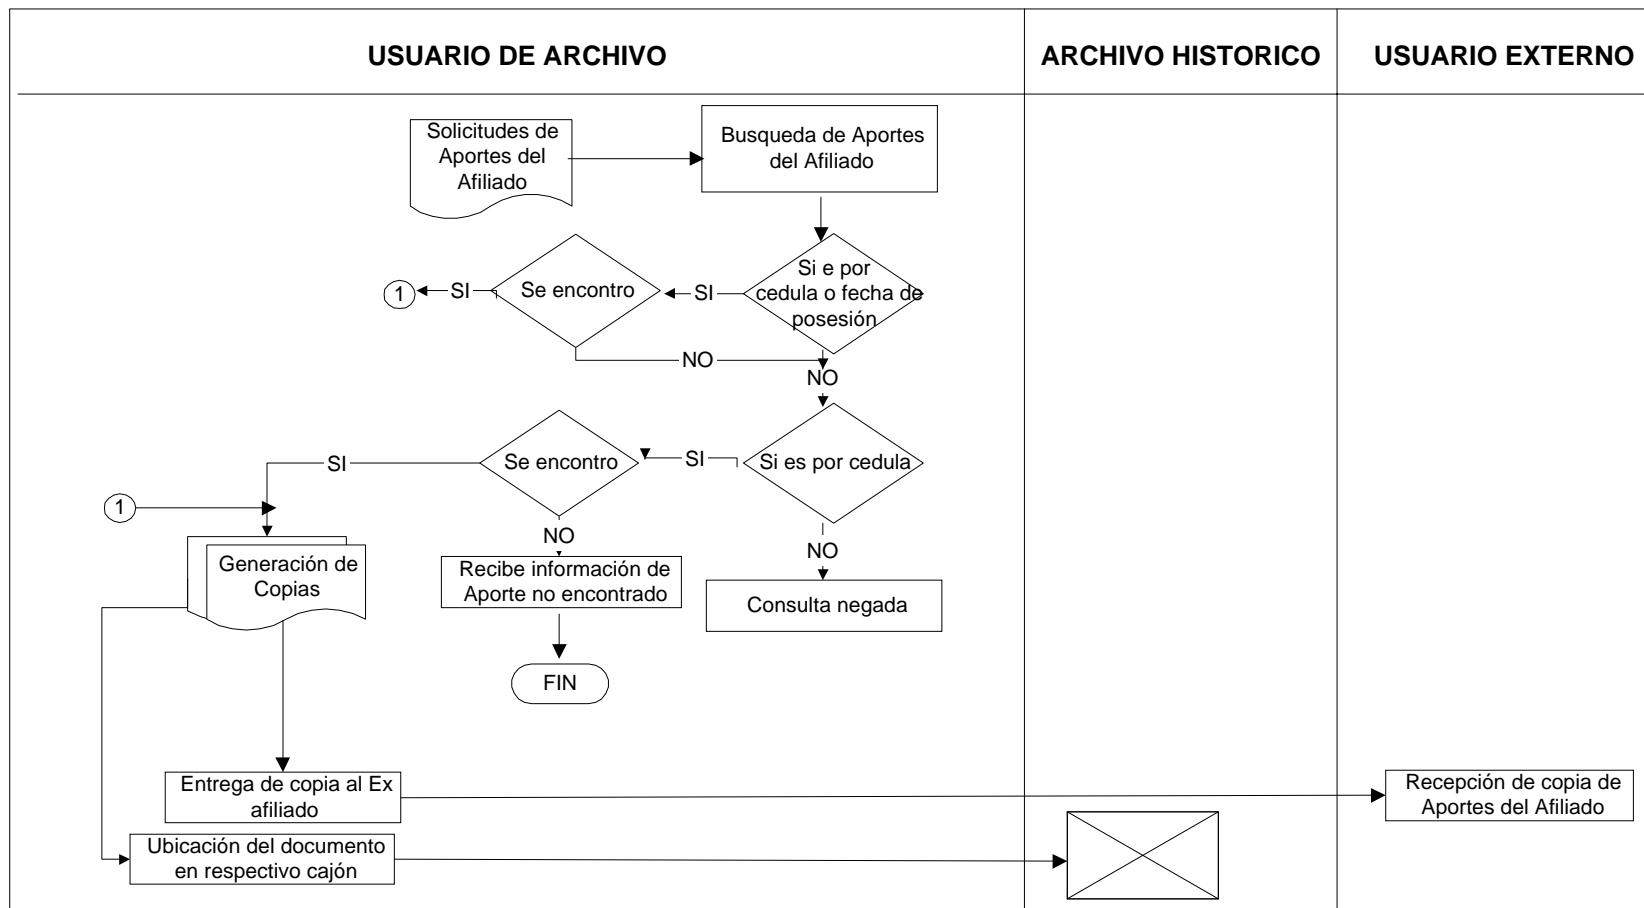 USUARIO DE ARCHIVO
ARCHIVO HISTORICO
USUARIO EXTERNO
Solicitudes de
Aportes del
Afiliado
Busqueda de Aportes
del Afiliado
Si e por
cedula o fecha de
posesión
SI
Se encontro
SI
1
NO
NO
Si es por cedula
SI
Se encontro
SI
1
NO
NO
Generación de
Copias
Recibe información de
Aporte no encontrado
Consulta negada
FIN
Entrega de copia al Ex
afiliado
Recepción de copia de
Aportes del Afiliado
Ubicación del documento
en respectivo cajón